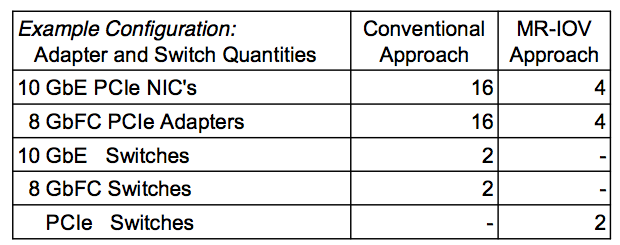 Example Configuration: Conventional MR-IOV
Adapter and Switch Quantities Approach Approach
10 GbE PCIe NIC's 16 4
8 GbFC PCIe Adapters 16 4
10 GbE Switches 2 -
8 GbFC Switches 2 -
PCIe Switches - 2